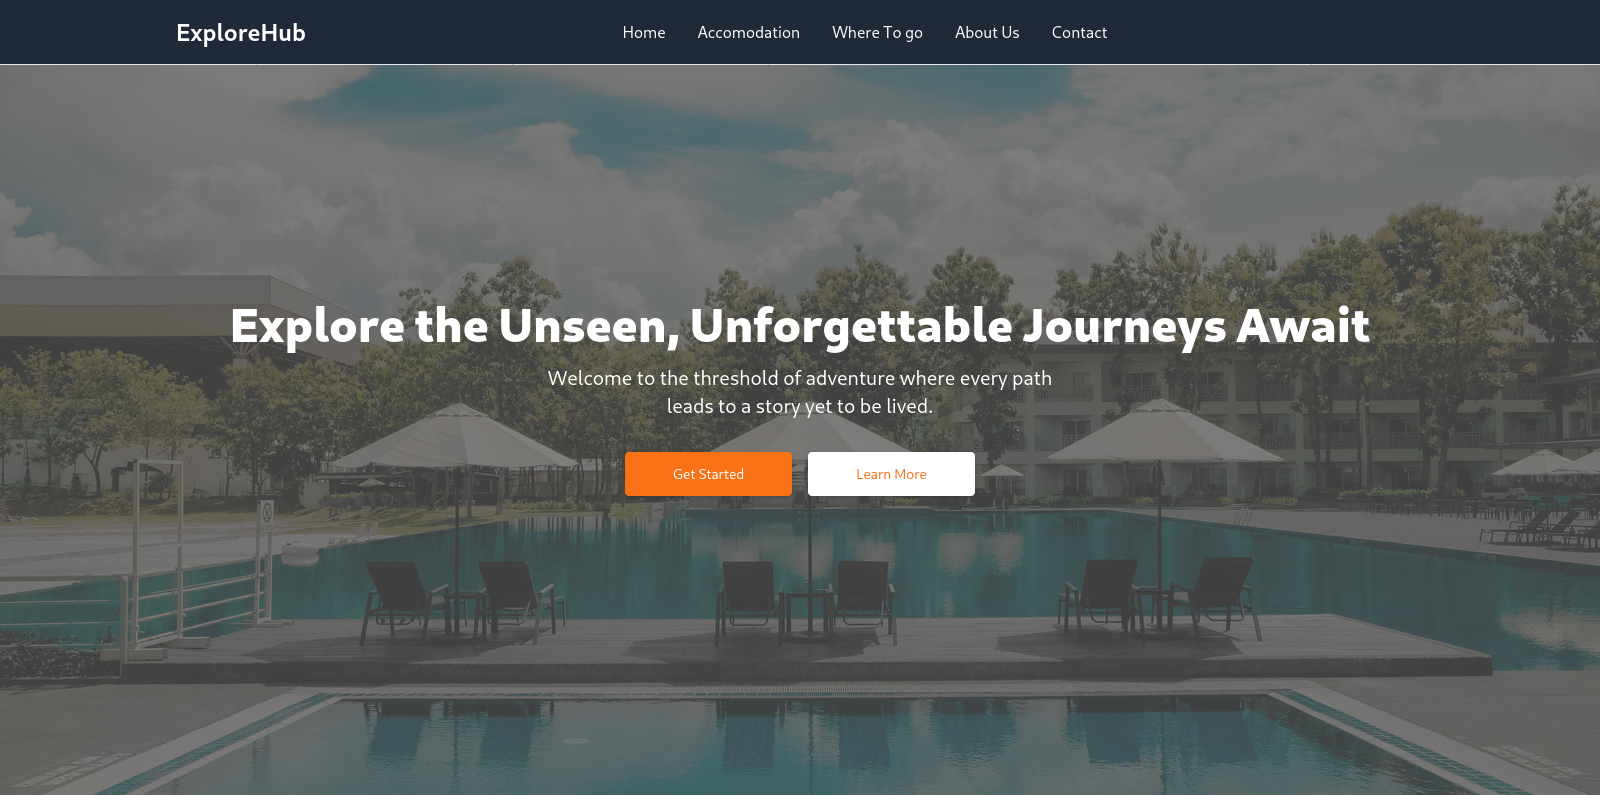 ExploreHub
Home Accomodation Where To go About Us Contact
Explore the Unseen, Unforgettable Journeys Await
Welcome to the threshold of adventure where every path
leads to a story yet to be lived.
Get Started Learn More